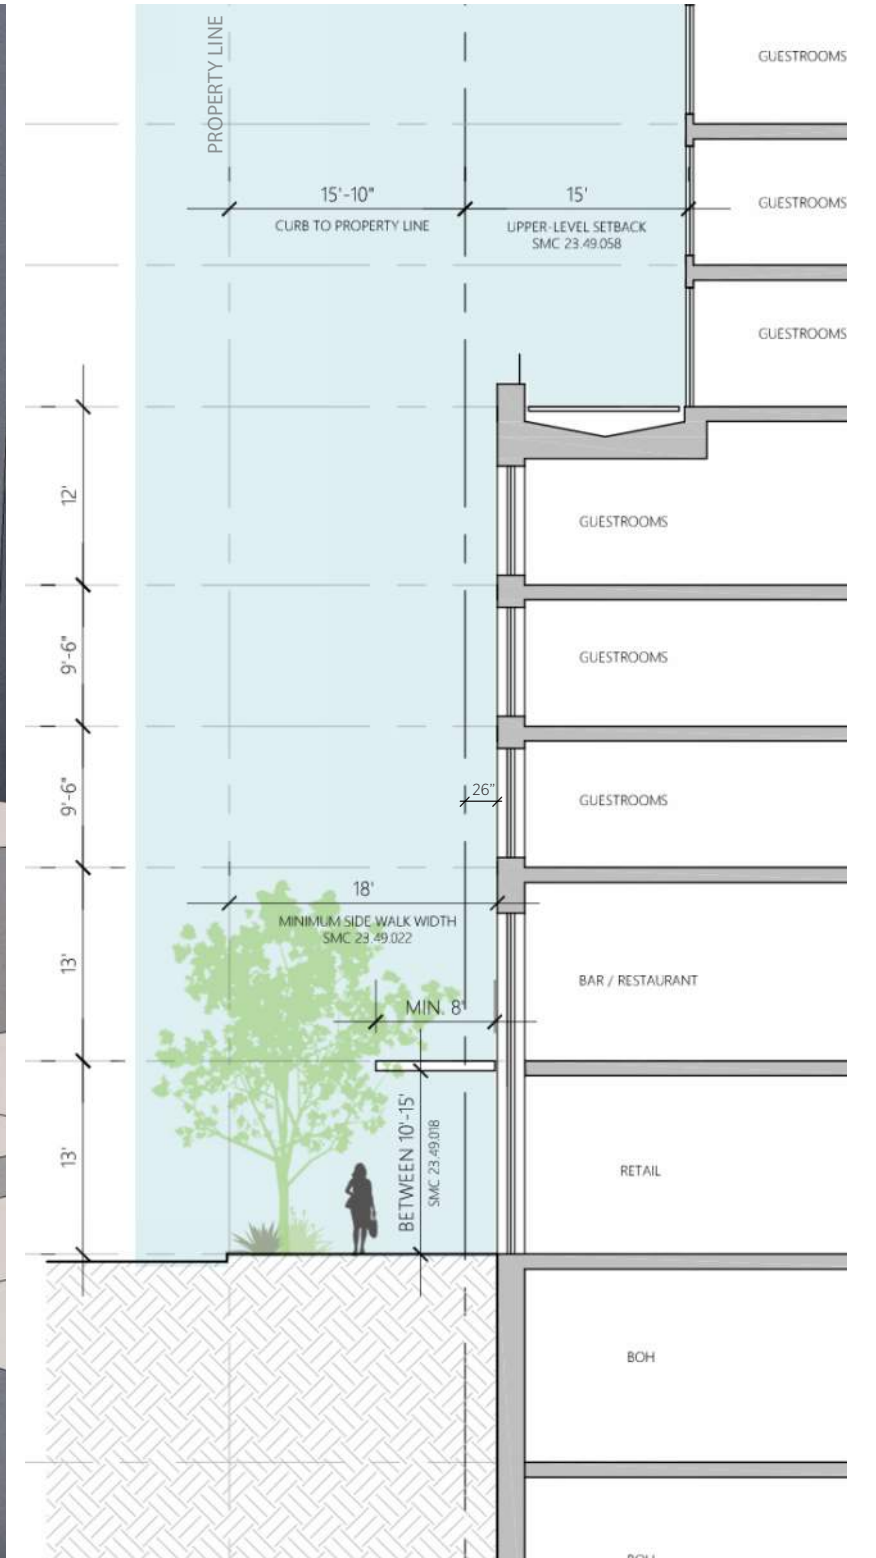 PROPERTY LINE
GUESTROOMS
15'-10"
CURB TO PROPERTY LINE
15'
UPPER-LEVEL SETBACK
SMC 23.49.058
GUESTROOMS
GUESTROOMS
12'
GUESTROOMS
9'-6"
GUESTROOMS
9'-6"
26"
GUESTROOMS
18'
MINIMUM SIDE WALK WIDTH
SMC 23.49.022
13'
BAR / RESTAURANT
MIN. 8'
BETWEEN 10'-15'
SMC 23.49.018
13'
RETAIL
BOH
BOH